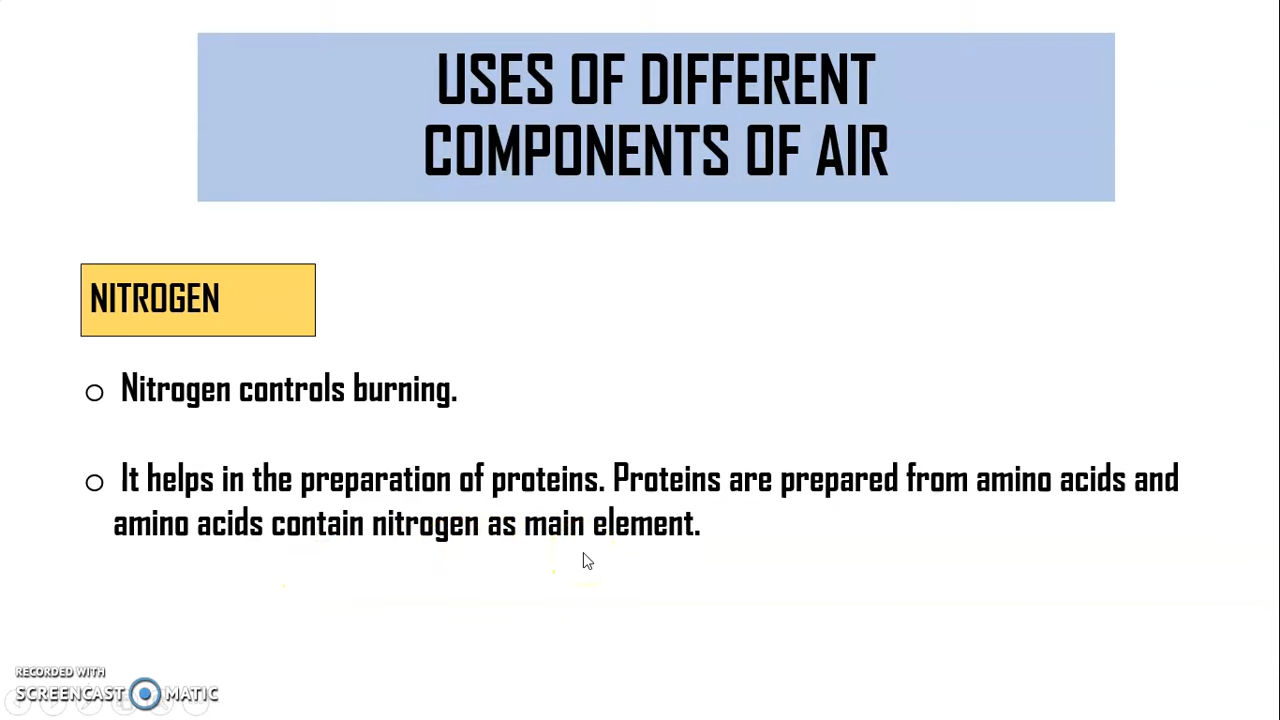 USES OF DIFFERENT
COMPONENTS OF AIR
NITROGEN
o Nitrogen controls burning.
o It helps in the preparation of proteins. Proteins are prepared from amino acids and
amino acids contain nitrogen as main element.
RECORDED WITH
SCREENCAST MATIC